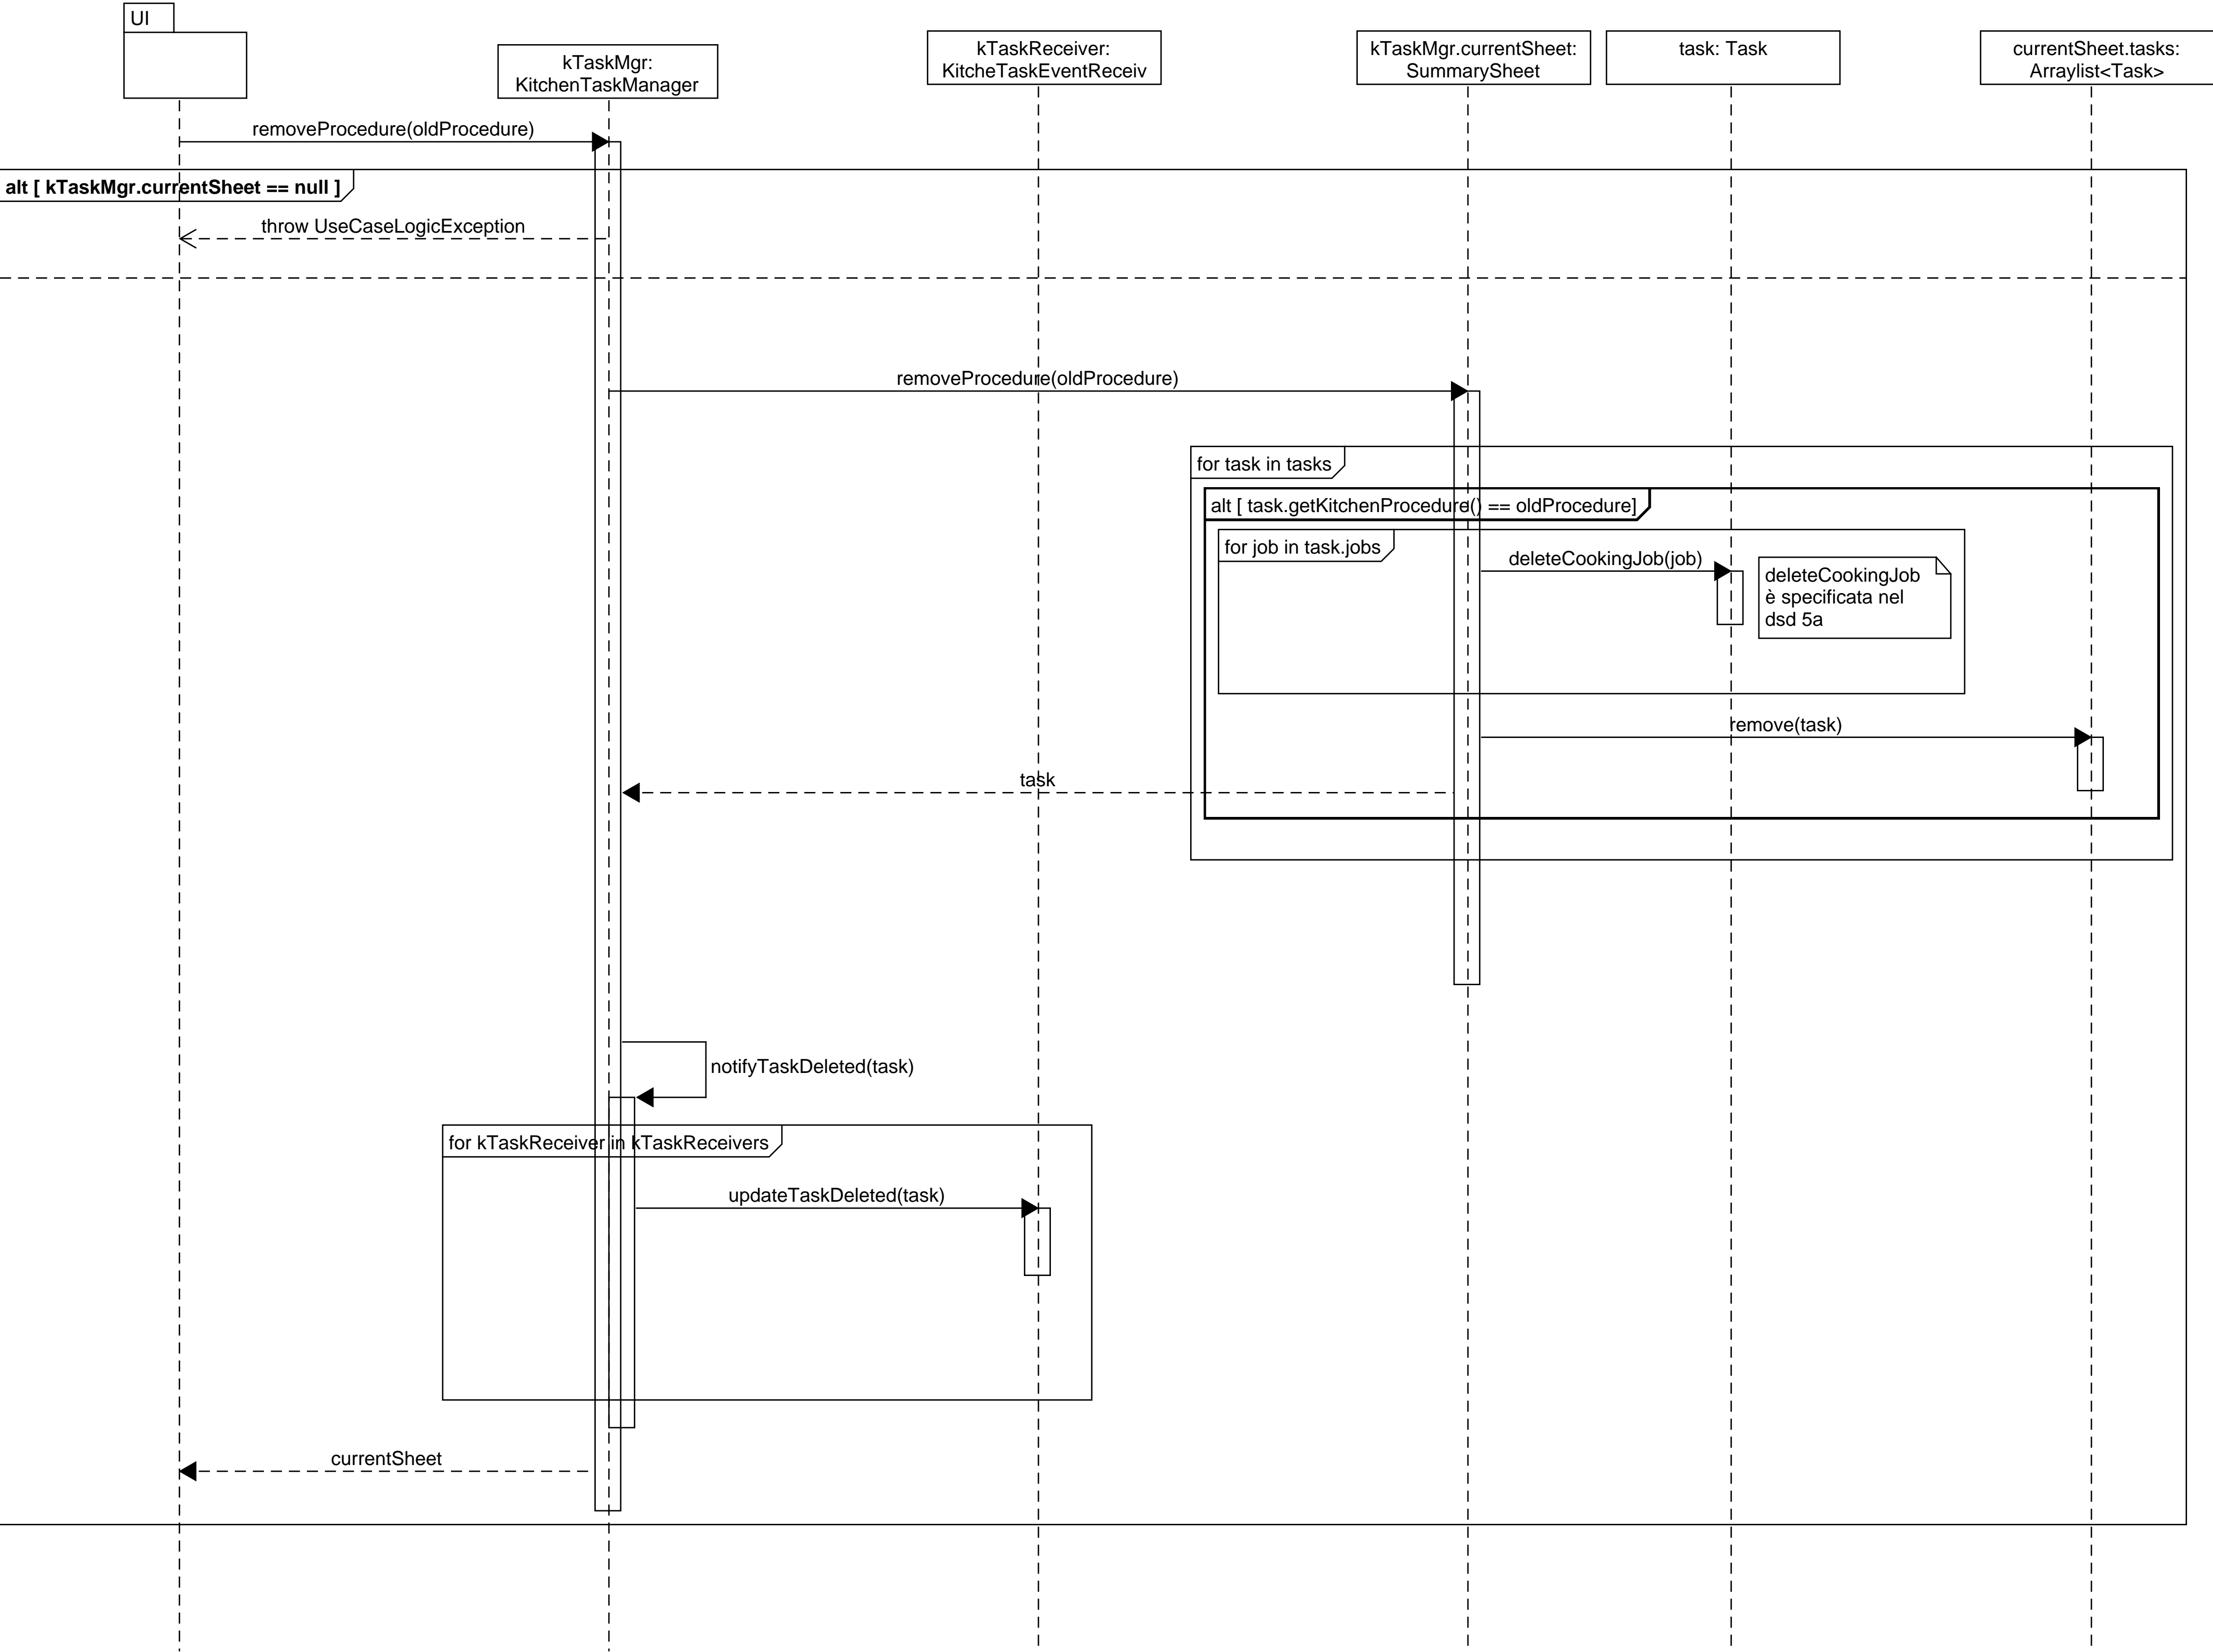 UI
kTaskMgr:
KitchenTaskManager
kTaskReceiver:
KitcheTaskEventReceiv
kTaskMgr.currentSheet:
SummarySheet
task: Task
currentSheet.tasks:
Arraylist<Task>
removeProcedure(oldProcedure)
alt [ kTaskMgr.currentSheet == null ]
throw UseCaseLogicException
removeProcedure(oldProcedure)
for task in tasks
alt [ task.getKitchenProcedure() == oldProcedure]
for job in task.jobs
deleteCookingJob(job)
deleteCookingJob
è specificata nel
dsd 5a
remove(task)
task
notifyTaskDeleted(task)
for kTaskReceiver in kTaskReceivers
updateTaskDeleted(task)
currentSheet